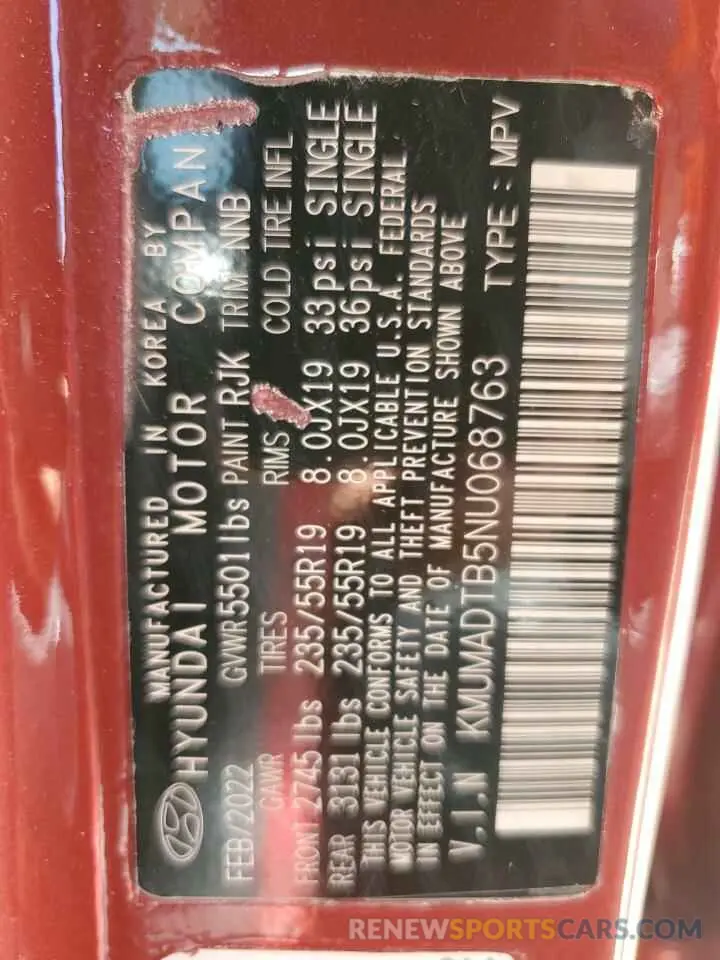 MANUFACTURED IN KOREA BY
HYUNDAI MOTOR COMPAN
FEB/2022 GVWR5501lbs PAINT RJK TRIM NNB
GAWR TIRES RIMS COLD TIRE INFL
FRONT 2745lbs 235/55R19 8.0JX19 33psi SINGLE
REAR 3131lbs 235/55R19 8.0JX19 36psi SINGLE
THIS VEHICLE CONFORMS TO ALL APPLICABLE U.S.A. FEDERAL
MOTOR VEHICLE SAFETY AND THEFT PREVENTION STANDARDS
IN EFFECT ON THE DATE OF MANUFACTURE SHOWN ABOVE
V.I.N KMUMADTB5NU068763 TYPE : MPV
RENEWSPORTSCARS.COM